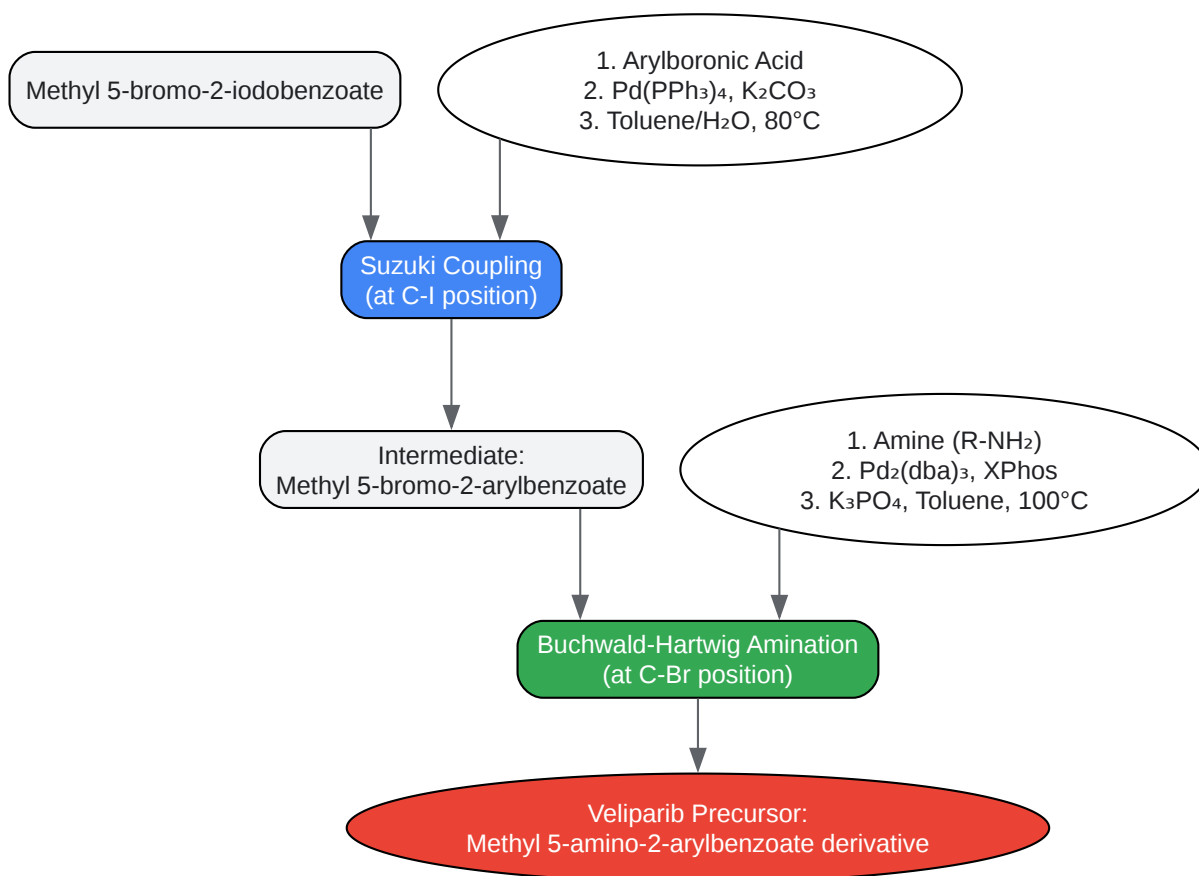 Methyl 5-bromo-2-iodobenzoate
1. Arylboronic Acid
2. Pd(PPh₃)₄, K₂CO₃
3. Toluene/H₂O, 80°C
Suzuki Coupling
(at C-I position)
Intermediate:
Methyl 5-bromo-2-arylbenzoate
1. Amine (R-NH₂)
2. Pd₂(dba)₃, XPhos
3. K₃PO₄, Toluene, 100°C
Buchwald-Hartwig Amination
(at C-Br position)
Veliparib Precursor:
Methyl 5-amino-2-arylbenzoate derivative